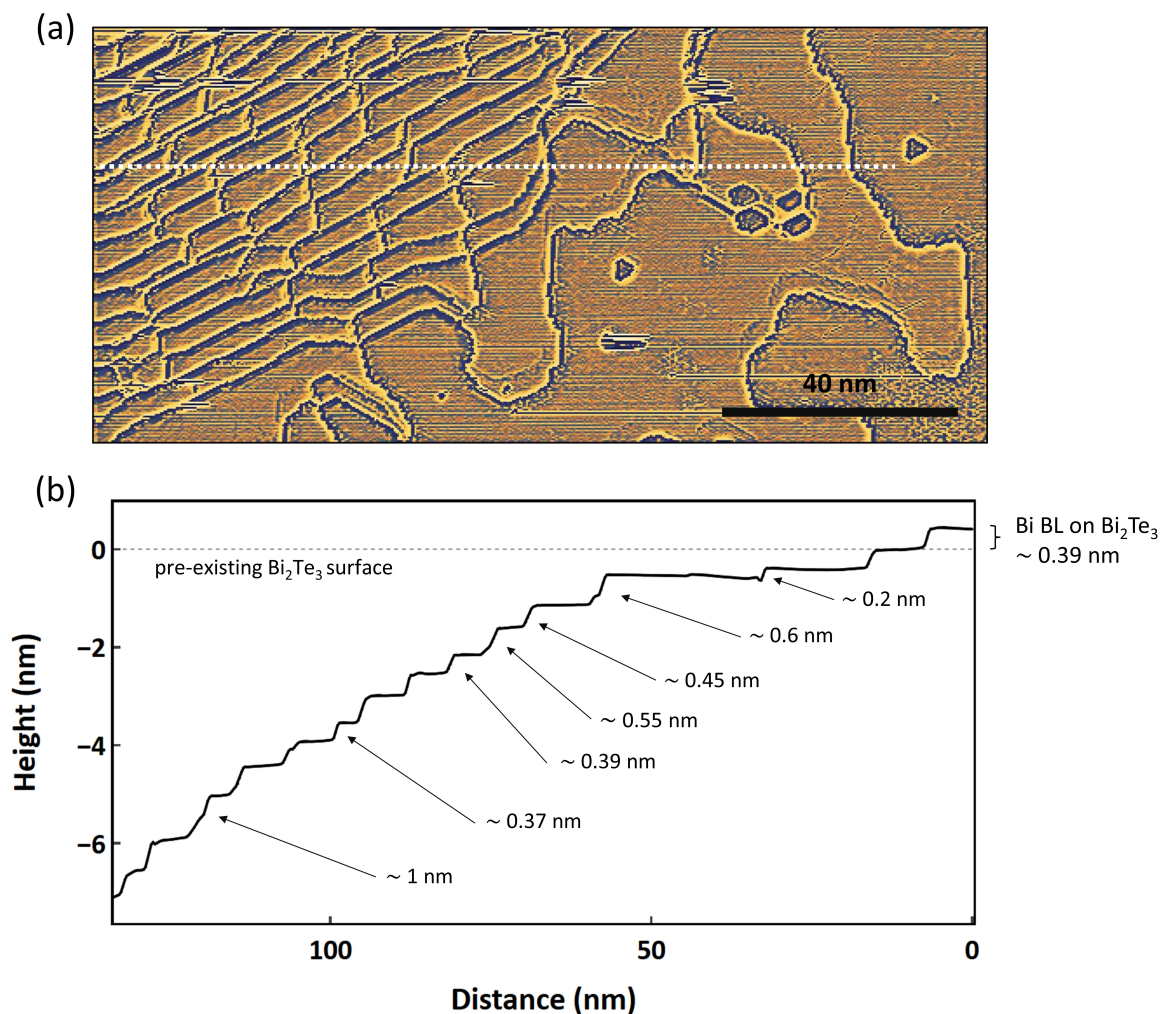 (a)
40 nm
(b)
Bi BL on Bi₂Te₃
~ 0.39 nm
0
pre-existing Bi₂Te₃ surface
~ 0.2 nm
~ 0.6 nm
−2
~ 0.45 nm
~ 0.55 nm
~ 0.39 nm
−4
~ 0.37 nm
−6
~ 1 nm
Height (nm)
100
50
0
Distance (nm)